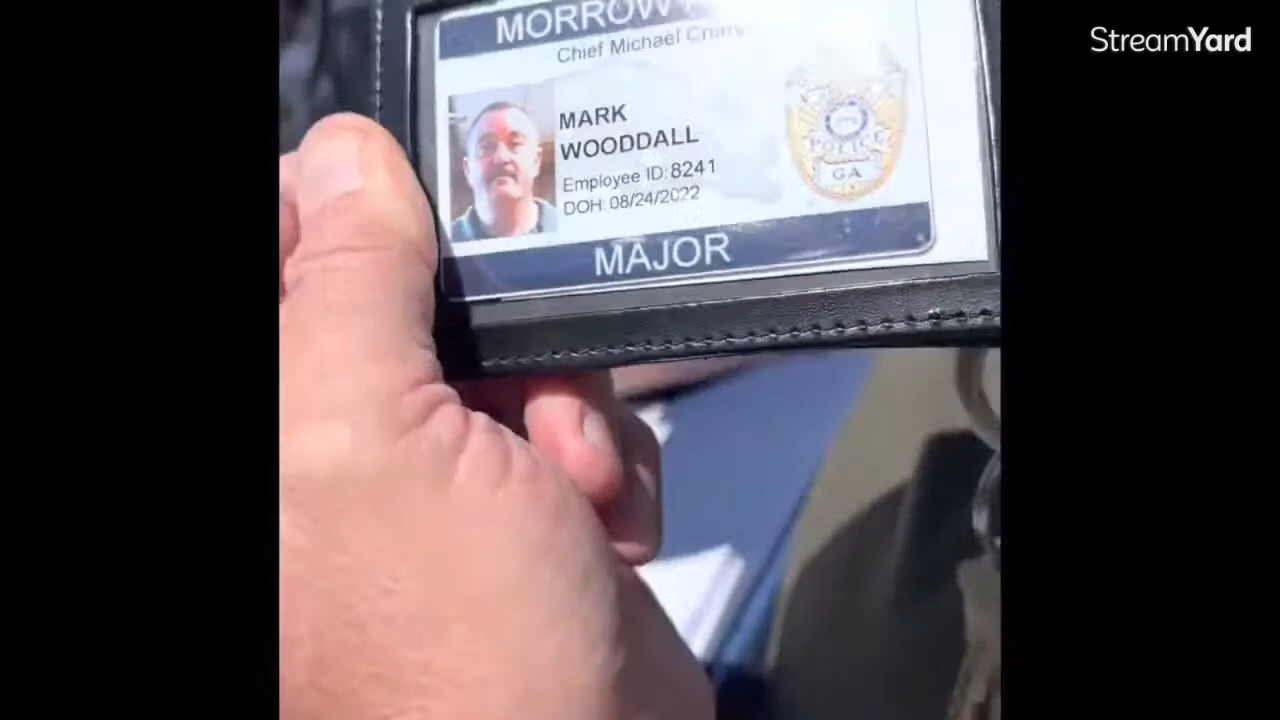 StreamYard
MORROW
Chief Michael
MARK
WOODDALL
Employee ID: 8241
DOH: 08/24/2022
POLICE
GA
MAJOR